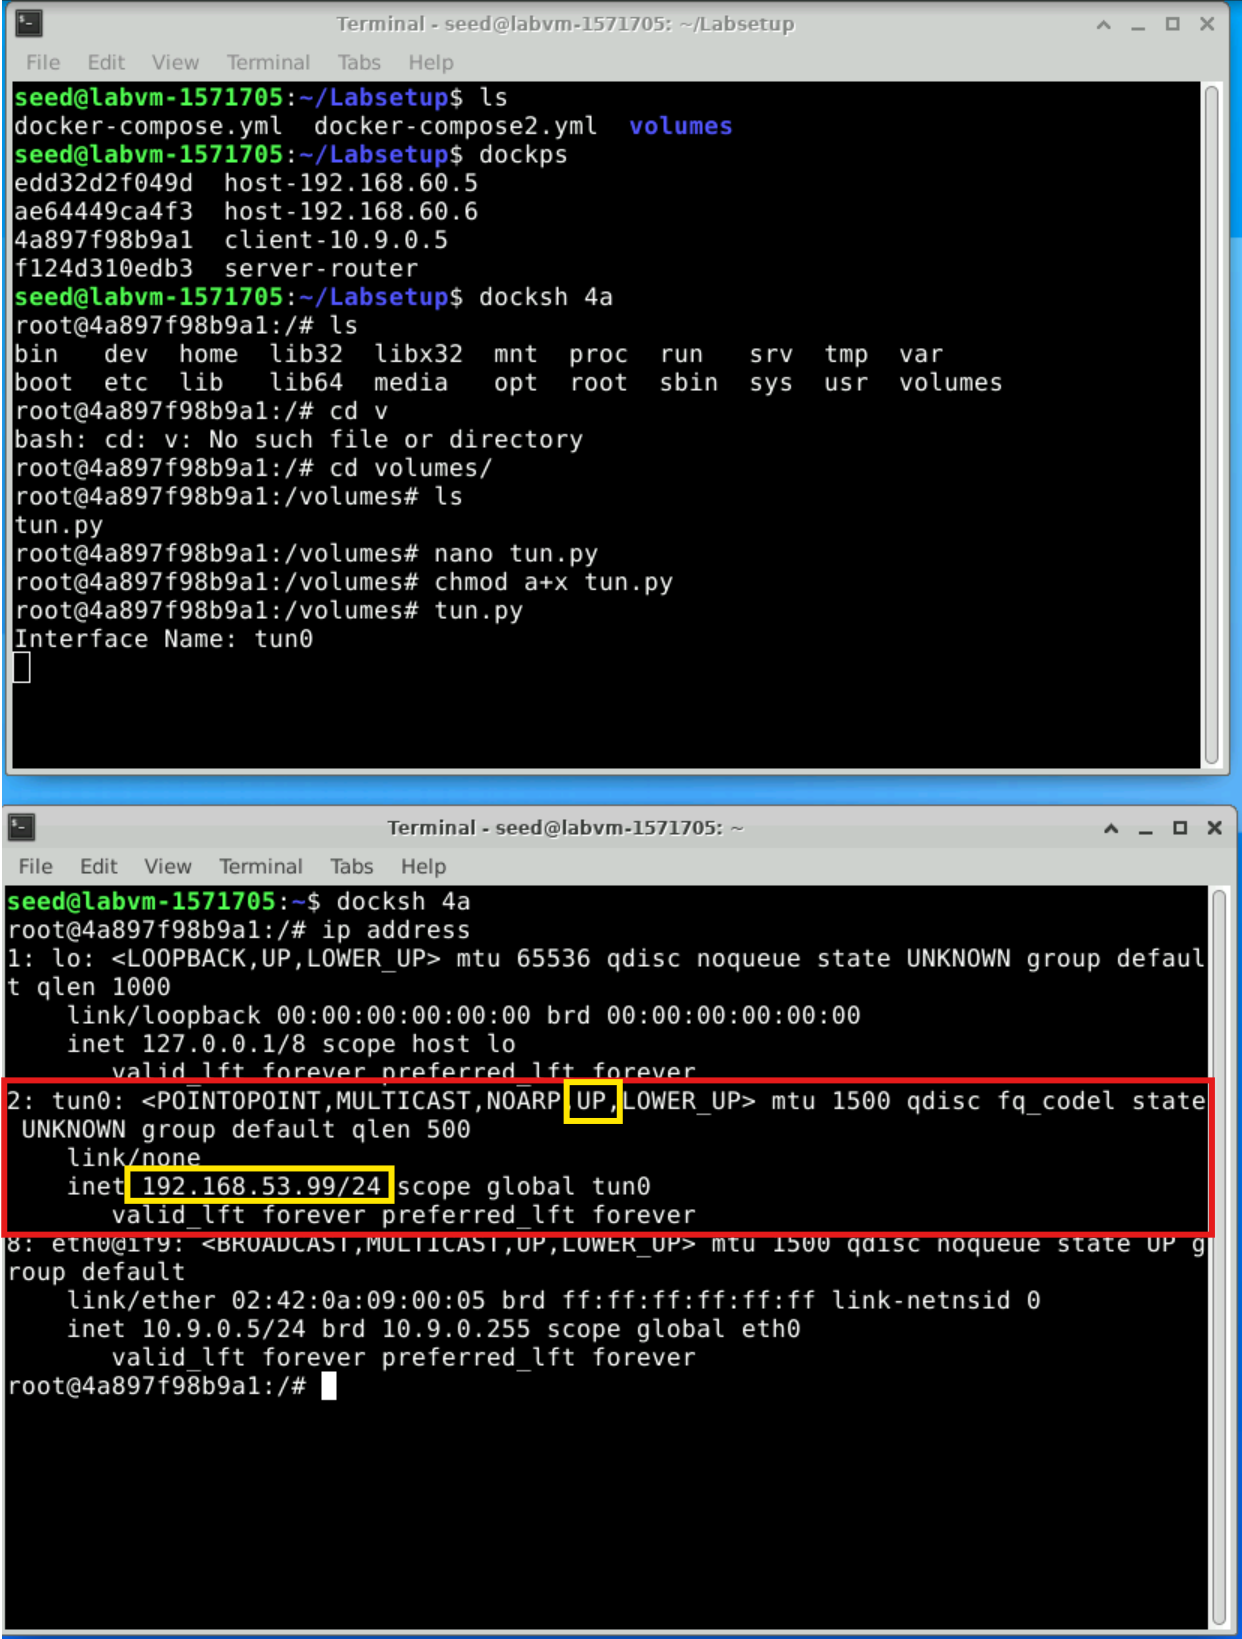 Terminal - seed@labvm-1571705: ~/Labsetup
File Edit View Terminal Tabs Help
seed@labvm-1571705:~/Labsetup$ ls
docker-compose.yml  docker-compose2.yml  volumes
seed@labvm-1571705:~/Labsetup$ dockps
edd32d2f049d  host-192.168.60.5
ae64449ca4f3  host-192.168.60.6
4a897f98b9a1  client-10.9.0.5
f124d310edb3  server-router
seed@labvm-1571705:~/Labsetup$ docksh 4a
root@4a897f98b9a1:/# ls
bin   dev  home  lib32  libx32  mnt  proc  run   srv  tmp  var
boot  etc  lib   lib64  media   opt  root  sbin  sys  usr  volumes
root@4a897f98b9a1:/# cd v
bash: cd: v: No such file or directory
root@4a897f98b9a1:/# cd volumes/
root@4a897f98b9a1:/volumes# ls
tun.py
root@4a897f98b9a1:/volumes# nano tun.py
root@4a897f98b9a1:/volumes# chmod a+x tun.py
root@4a897f98b9a1:/volumes# tun.py
Interface Name: tun0
Terminal - seed@labvm-1571705: ~
File Edit View Terminal Tabs Help
seed@labvm-1571705:~$ docksh 4a
root@4a897f98b9a1:/# ip address
1: lo: <LOOPBACK,UP,LOWER_UP> mtu 65536 qdisc noqueue state UNKNOWN group defaul
t qlen 1000
    link/loopback 00:00:00:00:00:00 brd 00:00:00:00:00:00
    inet 127.0.0.1/8 scope host lo
       valid_lft forever preferred_lft forever
2: tun0: <POINTOPOINT,MULTICAST,NOARP,UP,LOWER_UP> mtu 1500 qdisc fq_codel state
 UNKNOWN group default qlen 500
    link/none
    inet 192.168.53.99/24 scope global tun0
       valid_lft forever preferred_lft forever
8: eth0@if9: <BROADCAST,MULTICAST,UP,LOWER_UP> mtu 1500 qdisc noqueue state UP g
roup default
    link/ether 02:42:0a:09:00:05 brd ff:ff:ff:ff:ff:ff link-netnsid 0
    inet 10.9.0.5/24 brd 10.9.0.255 scope global eth0
       valid_lft forever preferred_lft forever
root@4a897f98b9a1:/#